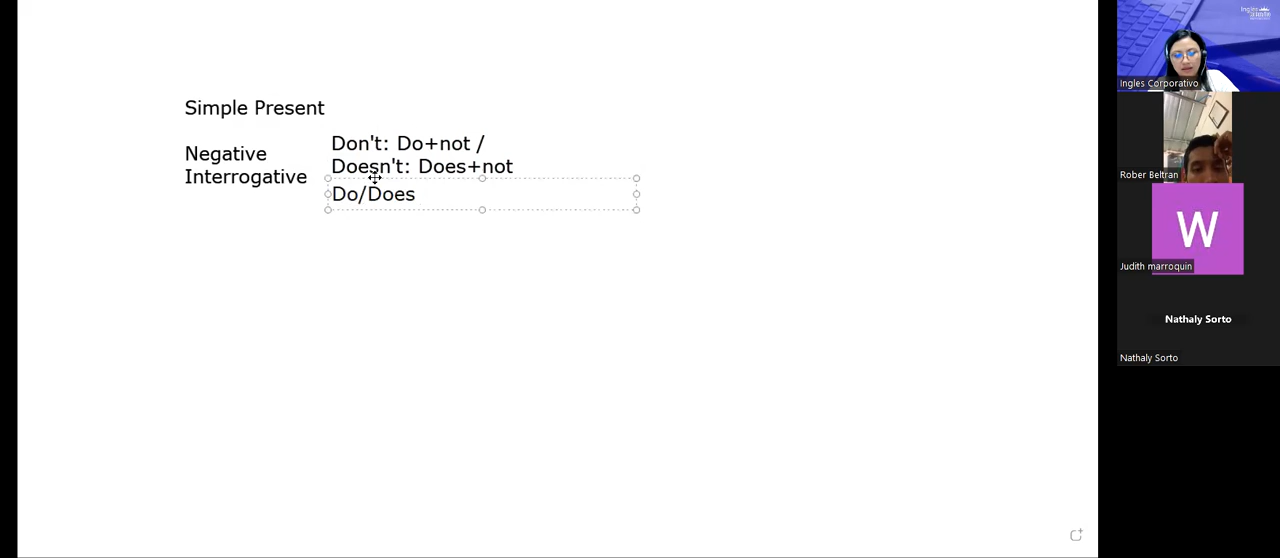 Simple Present
Negative
Interrogative
Don't: Do+not /
Doesn't: Does+not
Do/Does
Ingles
Ingles Corporativo
Rober Beltran
W
Judith marroquin
Nathaly Sorto
Nathaly Sorto